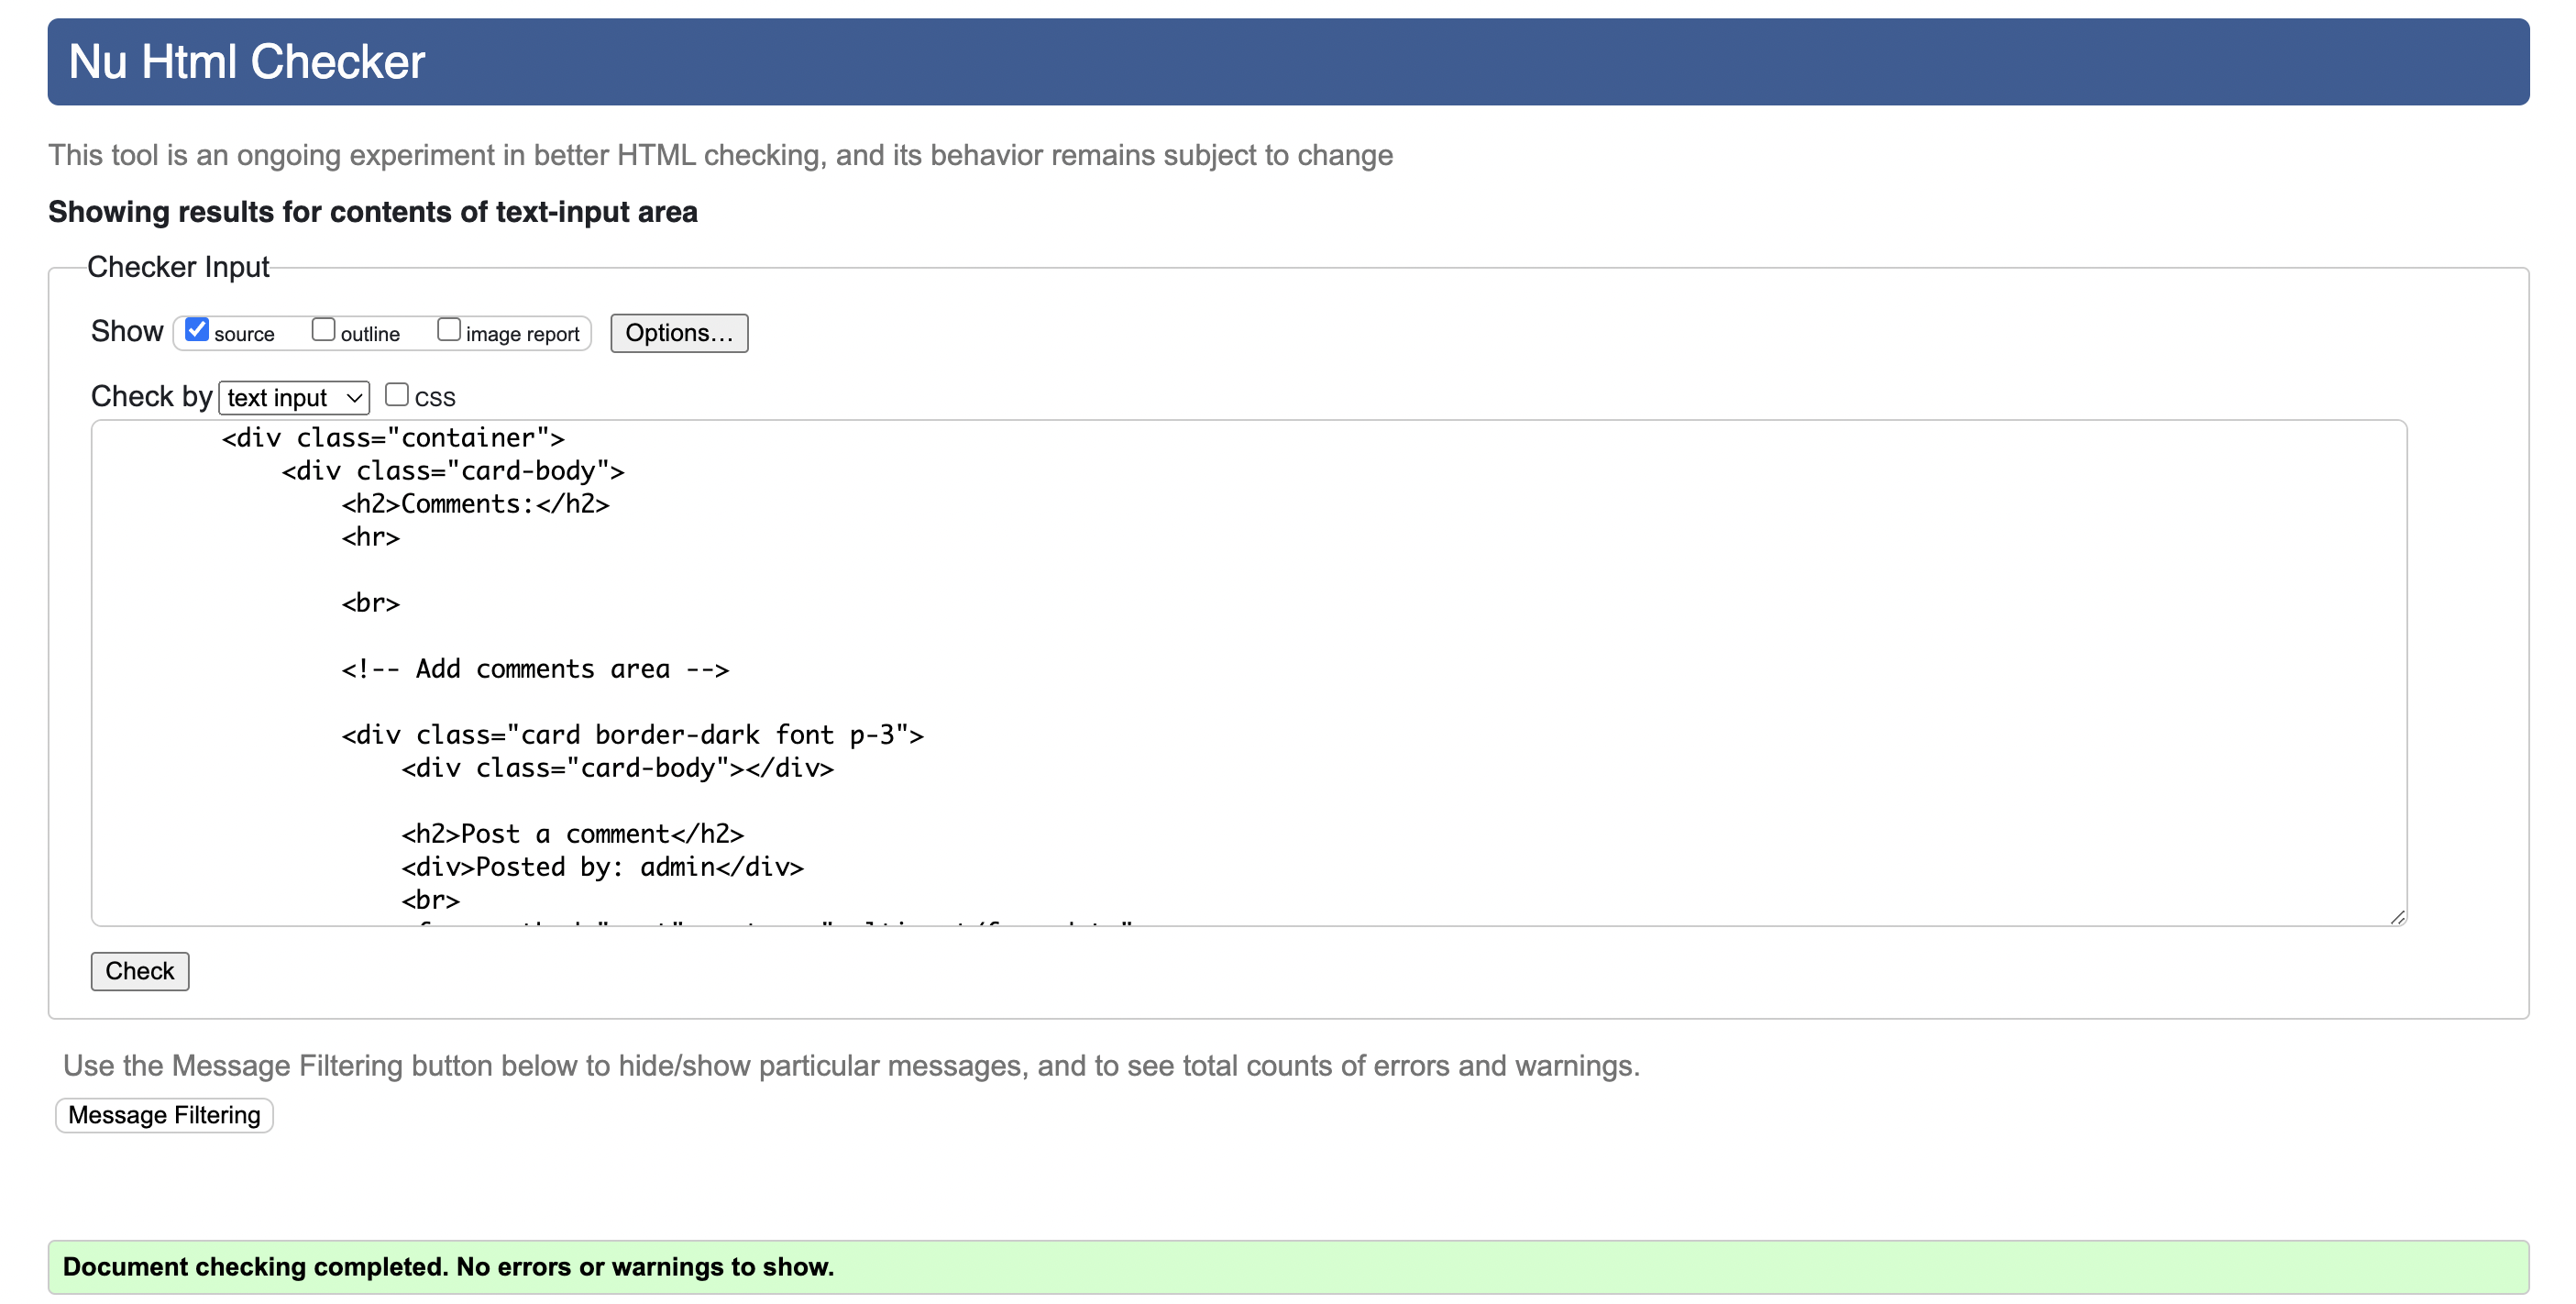 Nu Html Checker
This tool is an ongoing experiment in better HTML checking, and its behavior remains subject to change
Showing results for contents of text-input area
Checker Input
Show source outline image report Options...
Check by text input css
<div class="container">
<div class="card-body">
<h2>Comments:</h2>
<hr>
<br>
<!-- Add comments area -->
<div class="card border-dark font p-3">
<div class="card-body"></div>
<h2>Post a comment</h2>
<div>Posted by: admin</div>
<br>
Check
Use the Message Filtering button below to hide/show particular messages, and to see total counts of errors and warnings.
Message Filtering
Document checking completed. No errors or warnings to show.